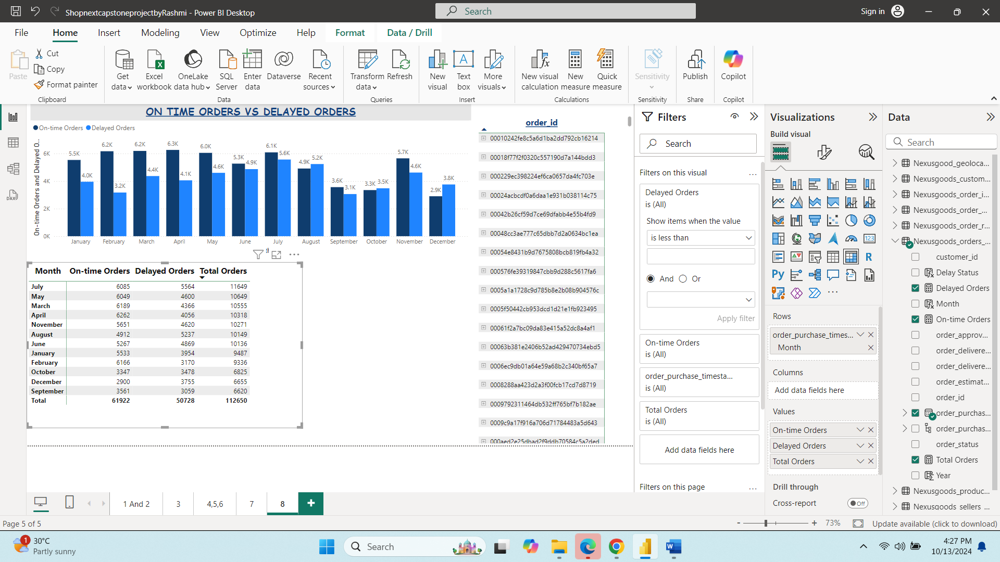 ShopnextcapstoneprojectbyRashmi - Power BI Desktop
Search
Sign in
File Home Insert Modeling View Optimize Help Format Data / Drill
Paste
Cut
Copy
Format painter
Clipboard
Get data
Excel workbook
OneLake data hub
SQL Server
Enter data
Dataverse
Recent sources
Data
Transform data
Refresh
Queries
New visual
Text box
More visuals
Insert
New visual calculation
New measure
Quick measure
Calculations
Sensitivity
Sensitivity
Publish
Share
Copilot
Copilot
ON TIME ORDERS VS DELAYED ORDERS
On-time Orders Delayed Orders
On-time Orders and Delayed O...
6K
4K
2K
0K
5.5K 4.0K 6.2K 3.2K 6.2K 4.4K 6.3K 4.1K 6.0K 4.6K 5.3K 4.9K 6.1K 5.6K 4.9K 5.2K 3.6K 3.1K 3.3K 3.5K 5.7K 4.6K 2.9K 3.8K
January February March April May June July August September October November December
Month On-time Orders Delayed Orders Total Orders
July 6085 5564 11649
May 6049 4600 10649
March 6189 4366 10555
April 6262 4056 10318
November 5651 4620 10271
August 4912 5237 10149
June 5267 4869 10136
January 5533 3954 9487
February 6166 3170 9336
October 3347 3478 6825
December 2900 3755 6655
September 3561 3059 6620
Total 61922 50728 112650
order_id
00010242fe8c5a6d1ba2dd792cb16214
00018f77f2f0320c557190d7a144bdd3
000229ec398224ef6ca0657da4fc703e
00024acbcdf0a6daa1e931b038114c75
00042b26cf59d7ce69dfabb4e55b4fd9
00048cc3ae777c65dbb7d2a0634bc1ea
00054e8431b9d7675808bcb819fb4a32
000576fe39319847cbb9d288c5617fa6
0005a1a1728c9d785b8e2b08b904576c
0005f50442cb953dcd1d21e1fb923495
00061f2a7bc09da83e415a52dc8a4af1
00063b381e2406b52ad429470734ebd5
0006ec9db01a64e59a68b2c340bf65a7
0008288aa423d2a3f00fcb17cd7d8719
0009792311464db532ff765bf7b182ae
0009c9a17f916a706d71784483a5d643
000aed2e25dbad2f9ddb70584c5a2ded
Filters
Search
Filters on this visual
Delayed Orders
is (All)
Show items when the value
is less than
And Or
Apply filter
On-time Orders
is (All)
order_purchase_timesta...
is (All)
Total Orders
is (All)
Add data fields here
Filters on this page
Visualizations
Build visual
R
Py
123
Rows
order_purchase_times...
Month
Columns
Add data fields here
Values
On-time Orders
Delayed Orders
Total Orders
Drill through
Cross-report
Off
Data
Search
Nexusgood_geoloca...
Nexusgoods_custom...
Nexusgoods_order_i...
Nexusgoods_order_...
Nexusgoods_order_r...
Nexusgoods_orders_...
customer_id
Delay Status
Delayed Orders
Month
On-time Orders
order_approv...
order_delivere...
order_delivere...
order_estimat...
order_id
order_purchas...
order_purchas...
order_status
Total Orders
Year
Nexusgoods_produc...
Nexusgoods_sellers_...
1 And 2 3 4,5,6 7 8
Page 5 of 5
73%
Update available (click to download)
1
30°C
Partly sunny
Search
4:27 PM
10/13/2024